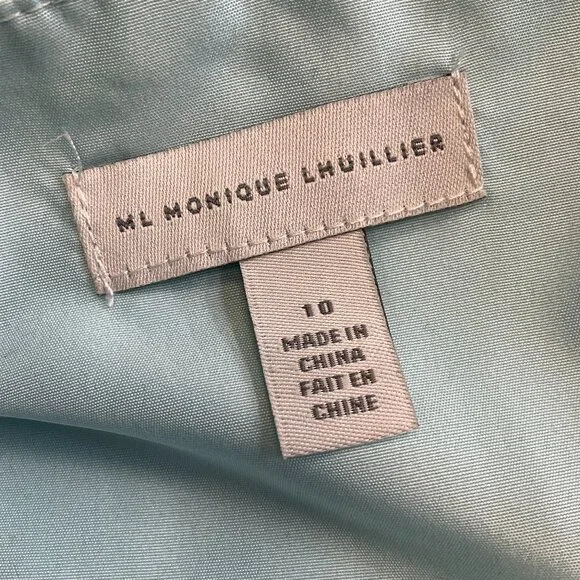 ML MONIQUE LHUILLIER
10
MADE IN
CHINA
FAIT EN
CHINE